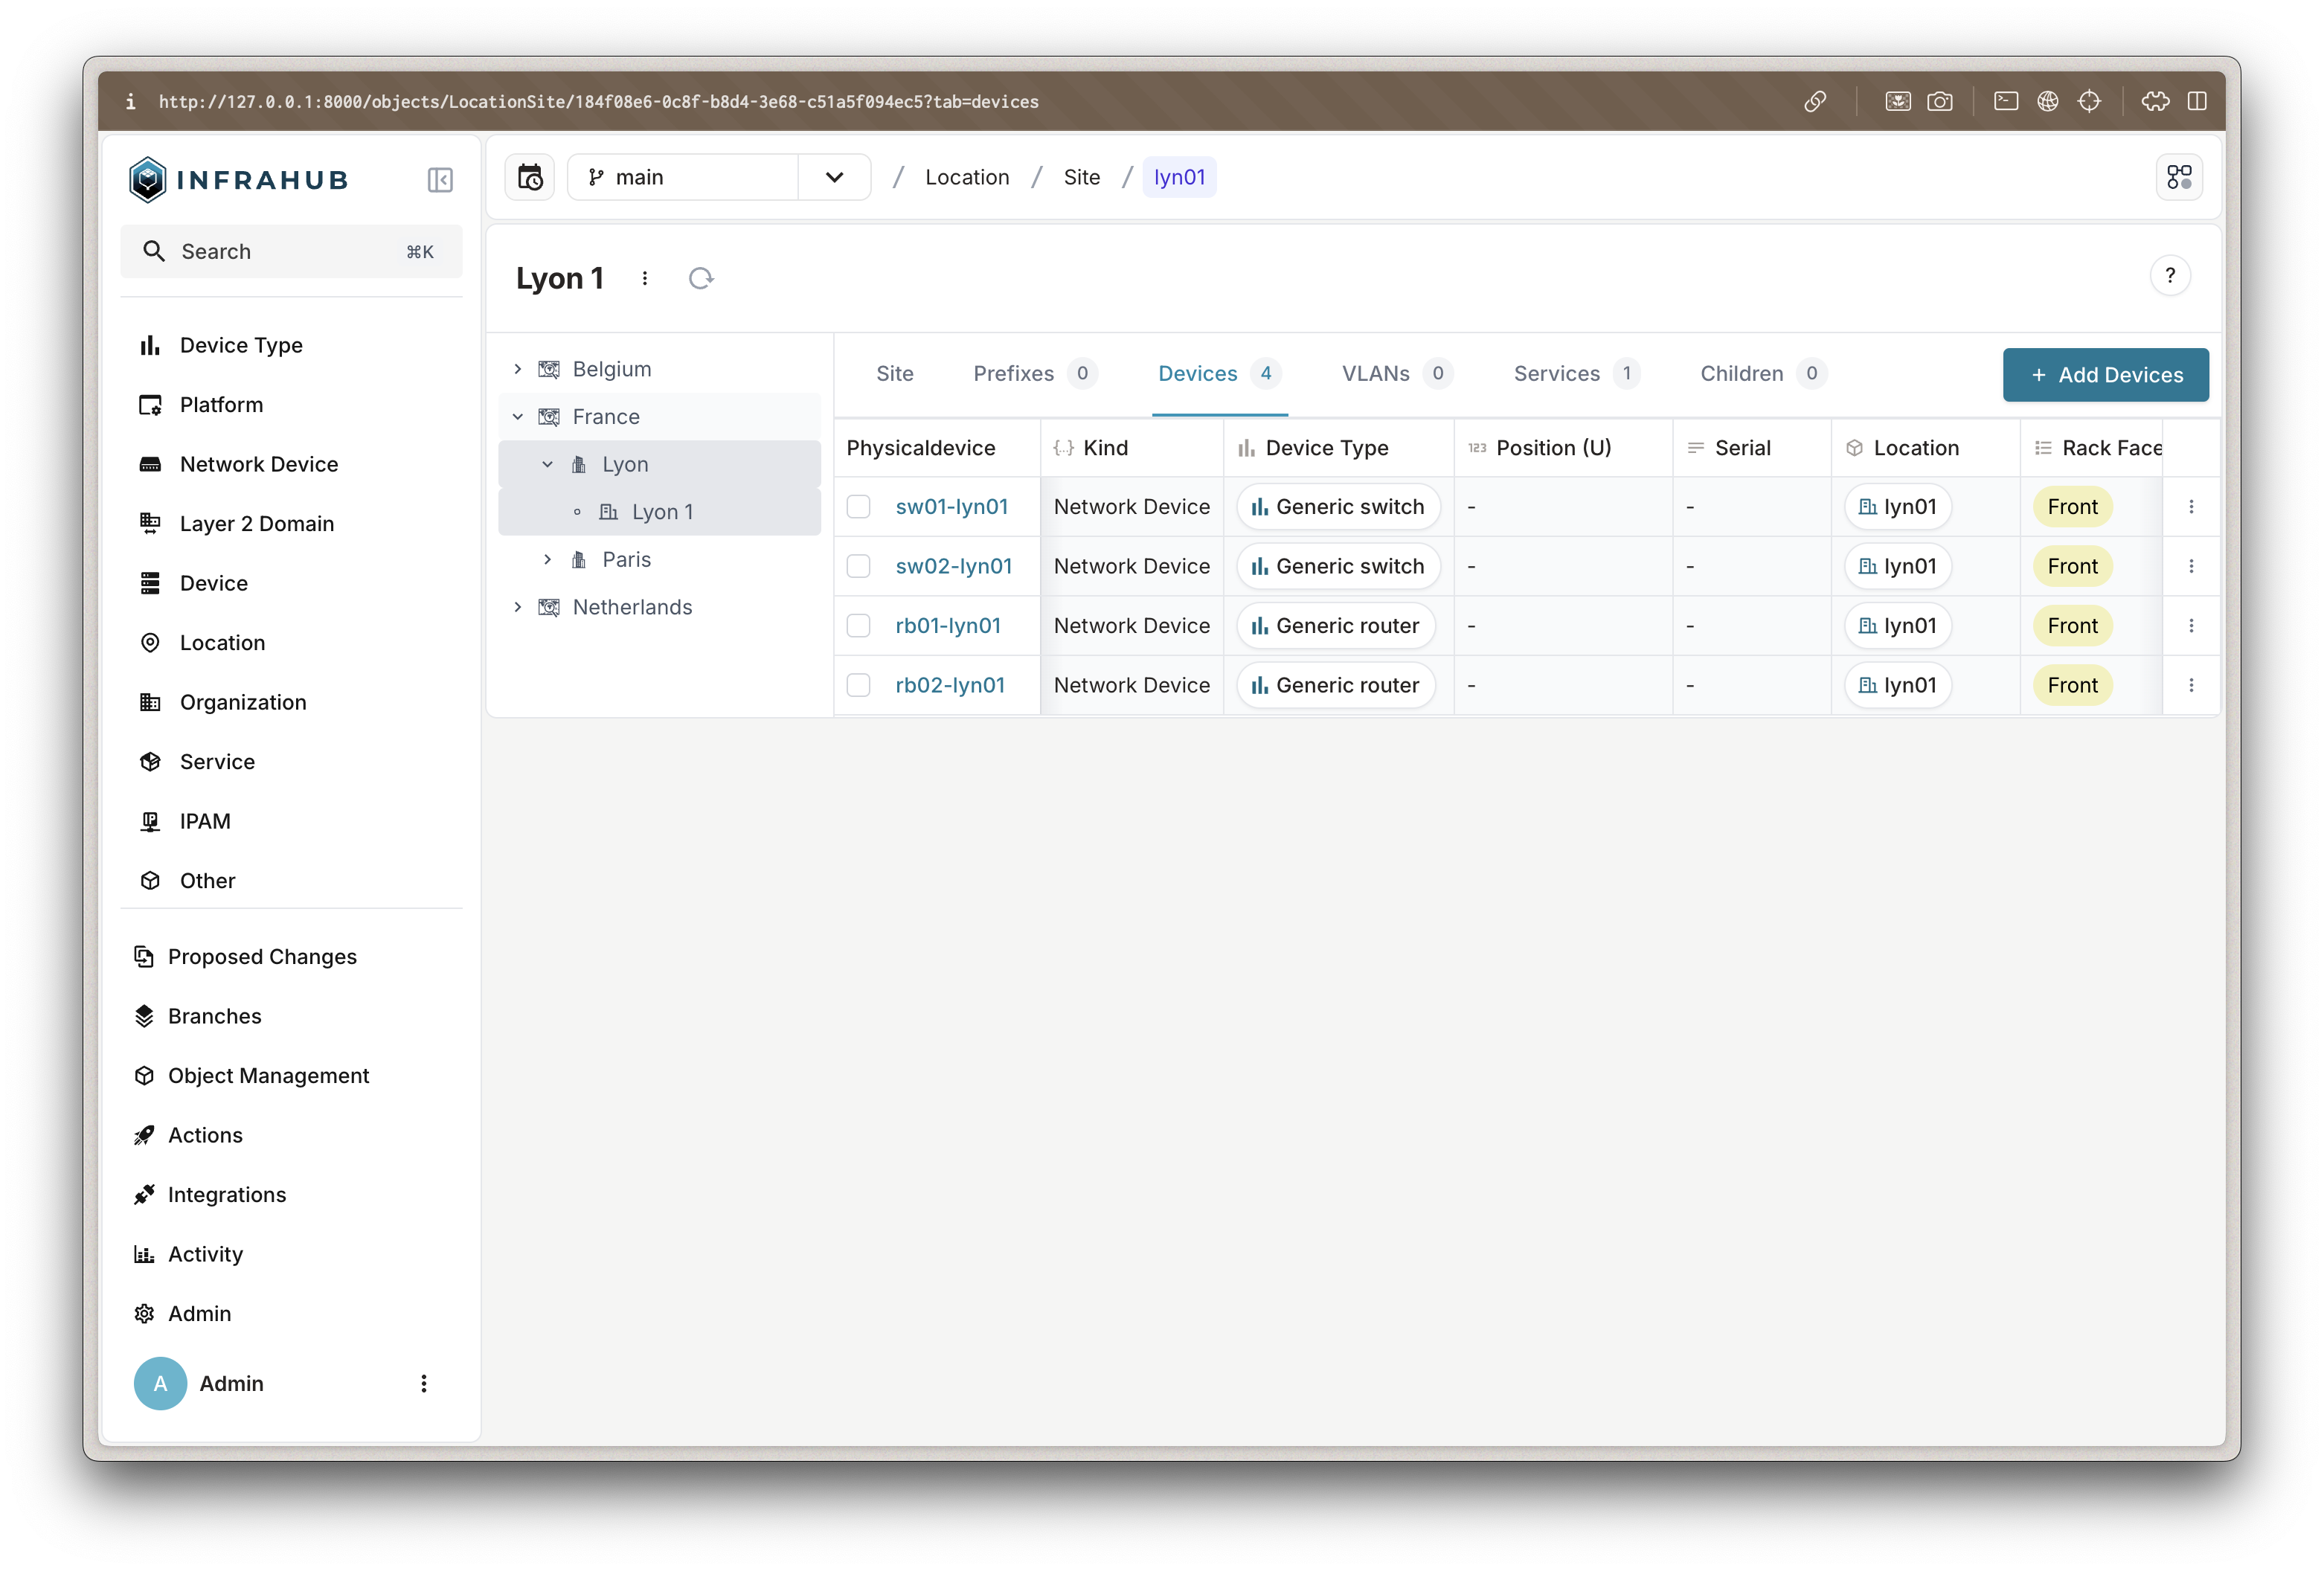 i http://127.0.0.1:8000/objects/LocationSite/184f08e6-0c8f-b8d4-3e68-c51a5f094ec5?tab=devices
INFRAHUB
Search ⌘K
Device Type
Platform
Network Device
Layer 2 Domain
Device
Location
Organization
Service
IPAM
Other
Proposed Changes
Branches
Object Management
Actions
Integrations
Activity
Admin
A Admin
main / Location / Site / lyn01
Lyon 1
?
Belgium
France
Lyon
Lyon 1
Paris
Netherlands
Site Prefixes 0 Devices 4 VLANs 0 Services 1 Children 0 + Add Devices
Physicaldevice {..} Kind Device Type 123 Position (U) Serial Location Rack Face
sw01-lyn01 Network Device Generic switch - - lyn01 Front
sw02-lyn01 Network Device Generic switch - - lyn01 Front
rb01-lyn01 Network Device Generic router - - lyn01 Front
rb02-lyn01 Network Device Generic router - - lyn01 Front